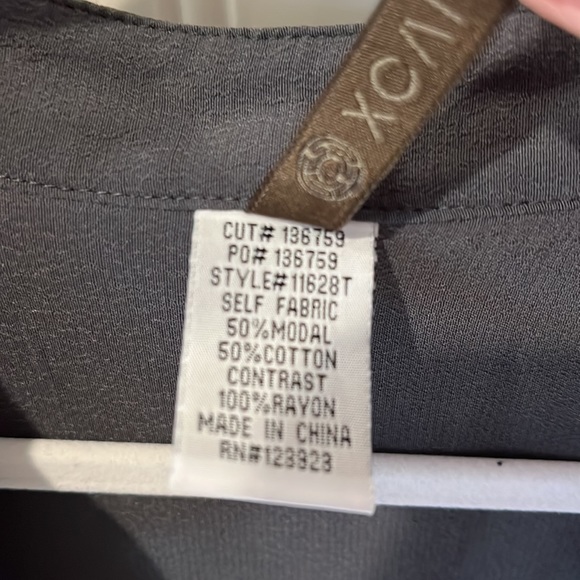 XCVI
CUT# 136759
PO# 136759
STYLE#11628T
SELF FABRIC
50%MODAL
50%COTTON
CONTRAST
100%RAYON
MADE IN CHINA
RN#123923